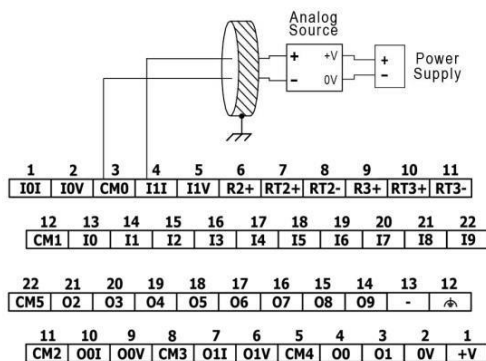 Analog
Source
+ +V + Power
- 0V - Supply
1 2 3 4 5 6 7 8 9 10 11
I0I I0V CM0 I1I I1V R2+ RT2+ RT2- R3+ RT3+ RT3-
12 13 14 15 16 17 18 19 20 21 22
CM1 I0 I1 I2 I3 I4 I5 I6 I7 I8 I9
22 21 20 19 18 17 16 15 14 13 12
CM5 O2 O3 O4 O5 O6 O7 O8 O9 -
11 10 9 8 7 6 5 4 3 2 1
CM2 O0I O0V CM3 O1I O1V CM4 O0 O1 0V +V